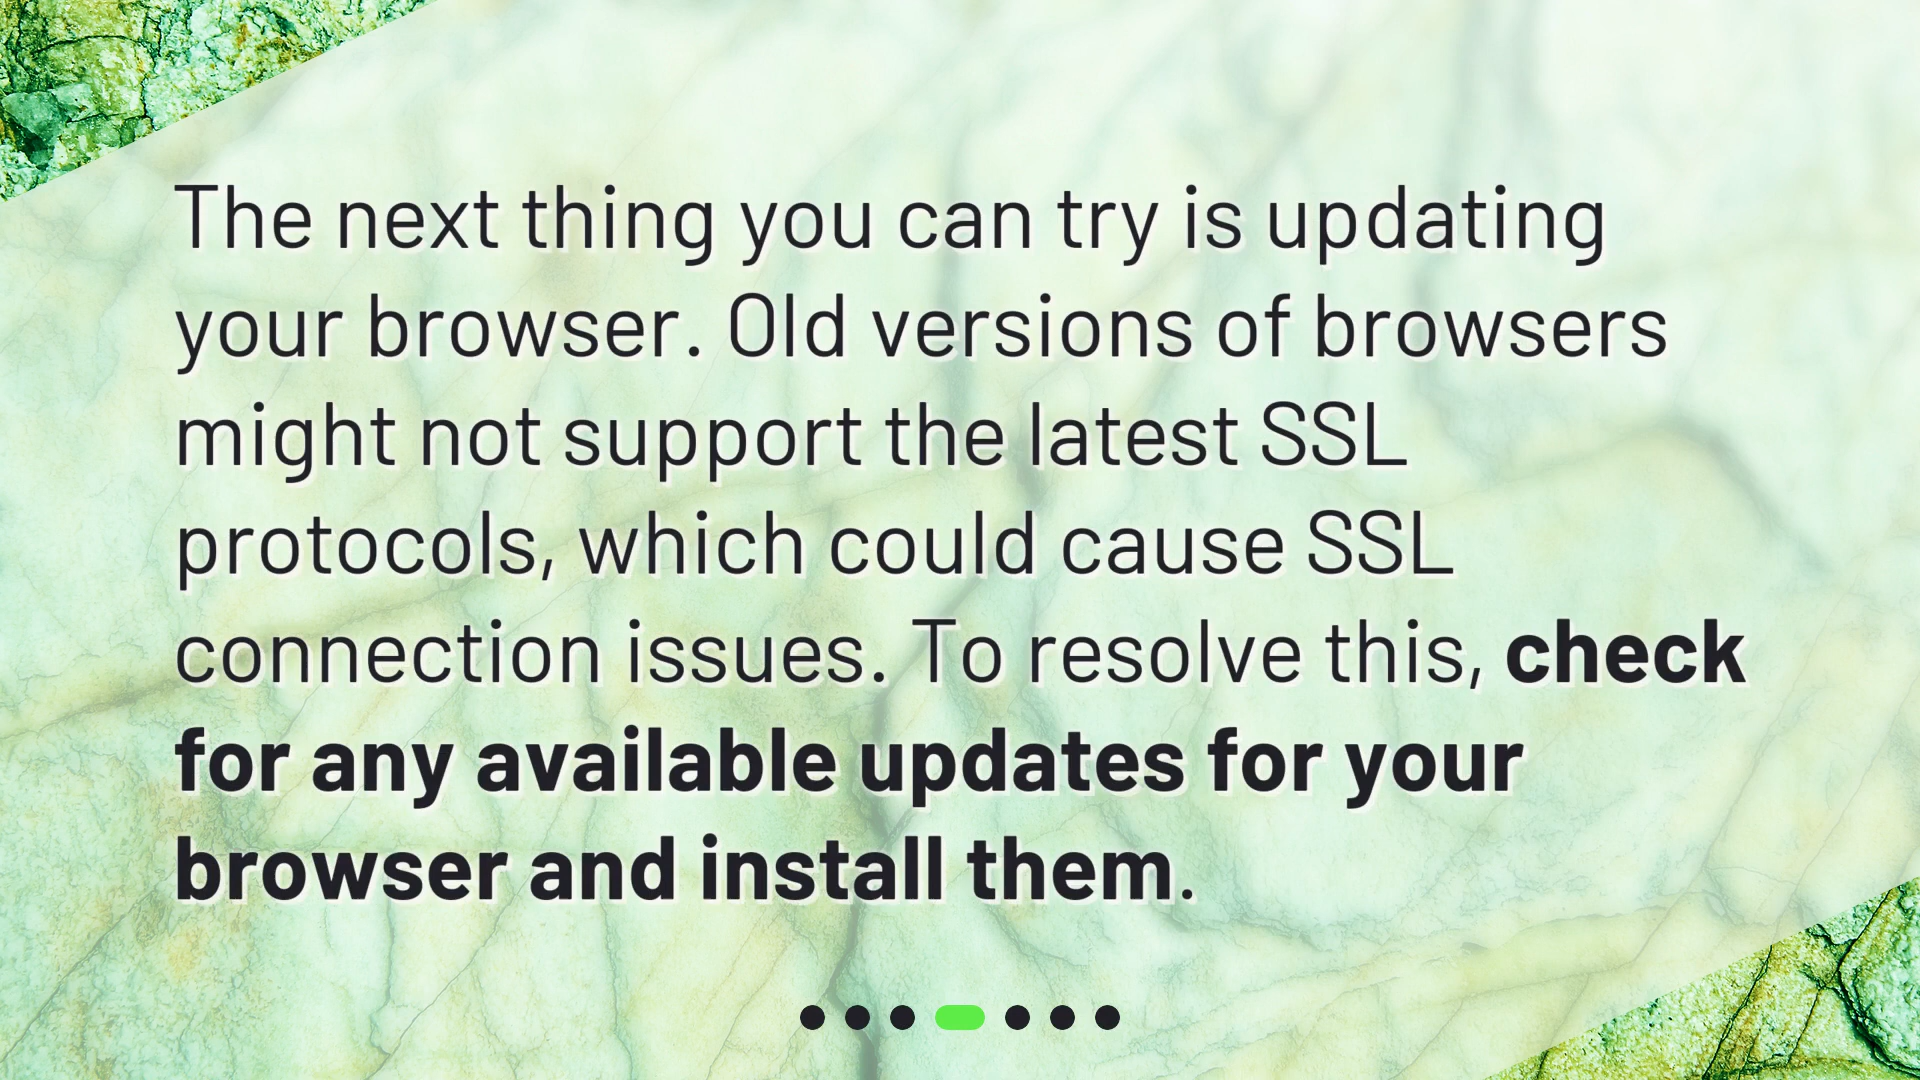 The next thing you can try is updating
your browser. Old versions of browsers
might not support the latest SSL
protocols, which could cause SSL
connection issues. To resolve this, check
for any available updates for your
browser and install them.